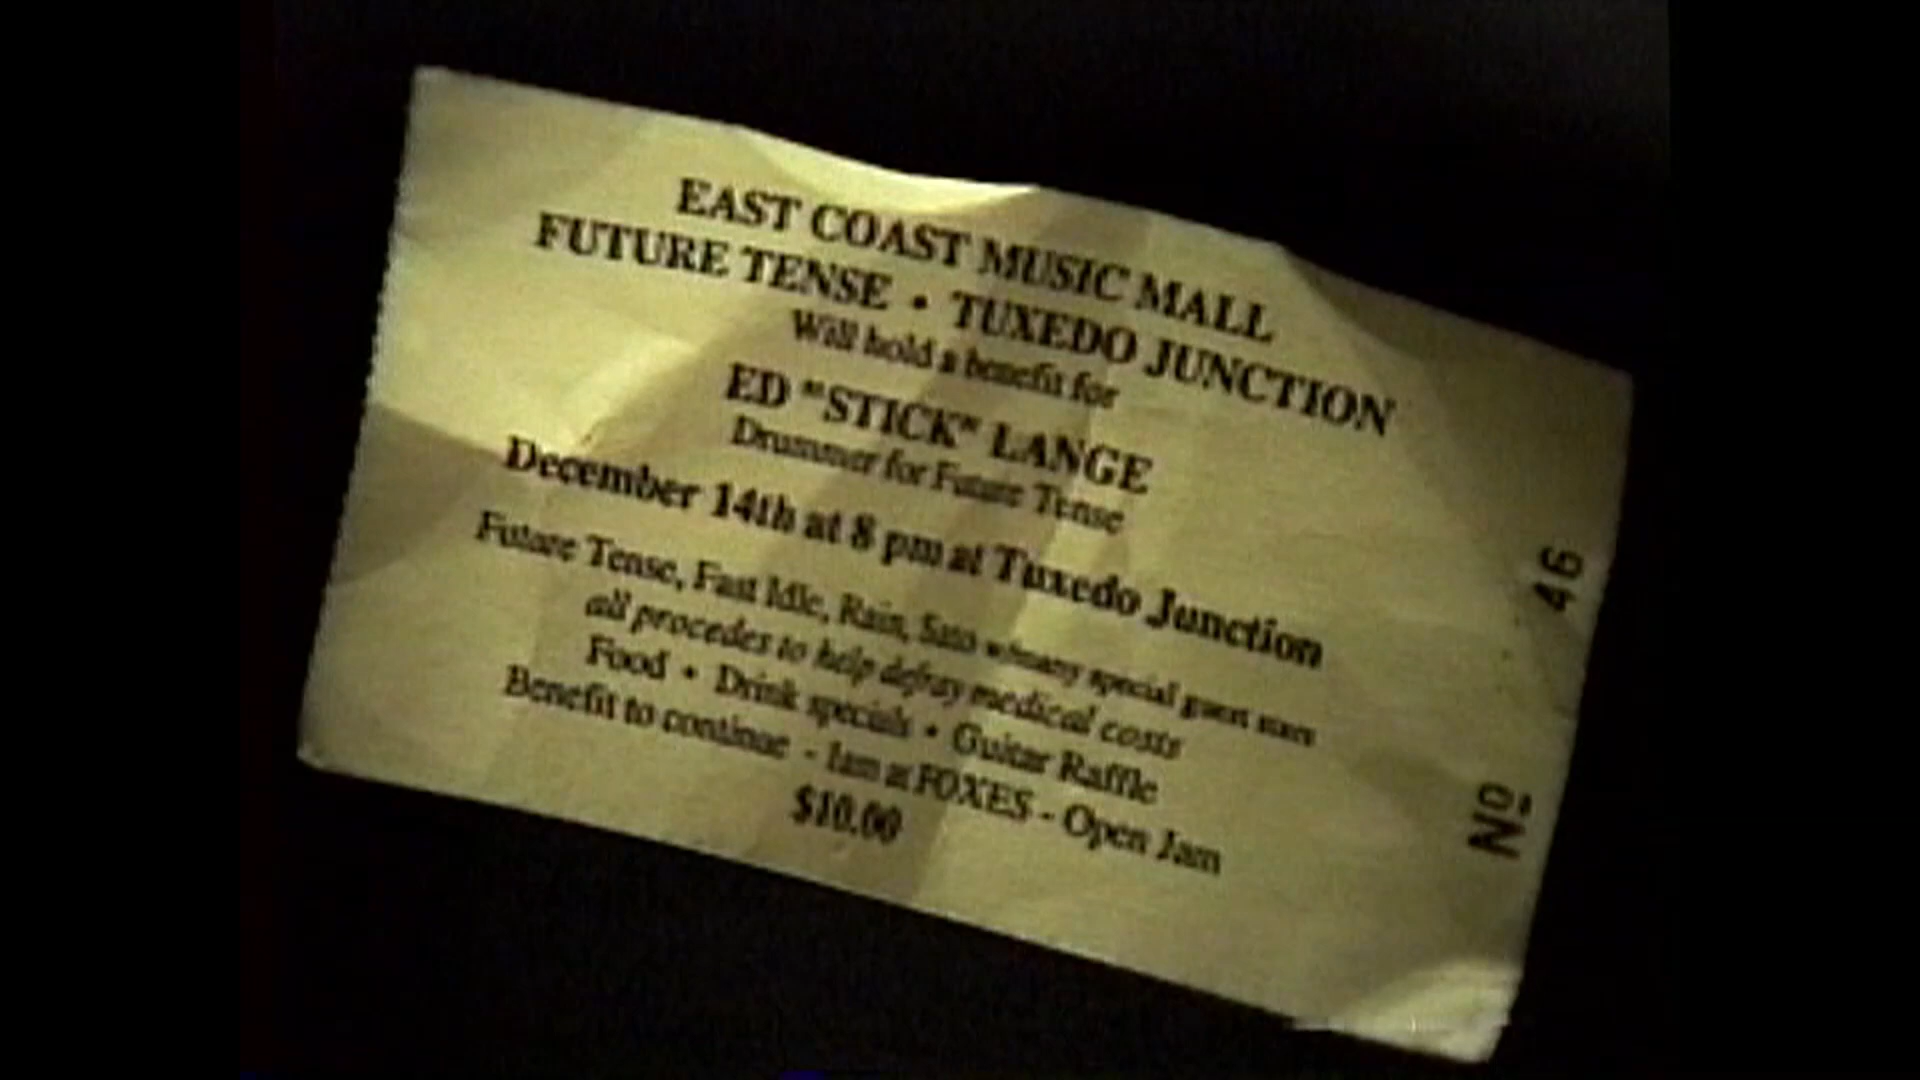 EAST COAST MUSIC MALL
FUTURE TENSE • TUXEDO JUNCTION
Will hold a benefit for
ED "STICK" LANGE
Drummer for Future Tense
December 14th at 8 pm at Tuxedo Junction
Future Tense, Fast Idle, Rain, w/many special guest stars
all procedes to help defray medical costs
Food • Drink specials • Guitar Raffle
Benefit to continue - 1am at FOXES - Open Jam
$10.00
No 46